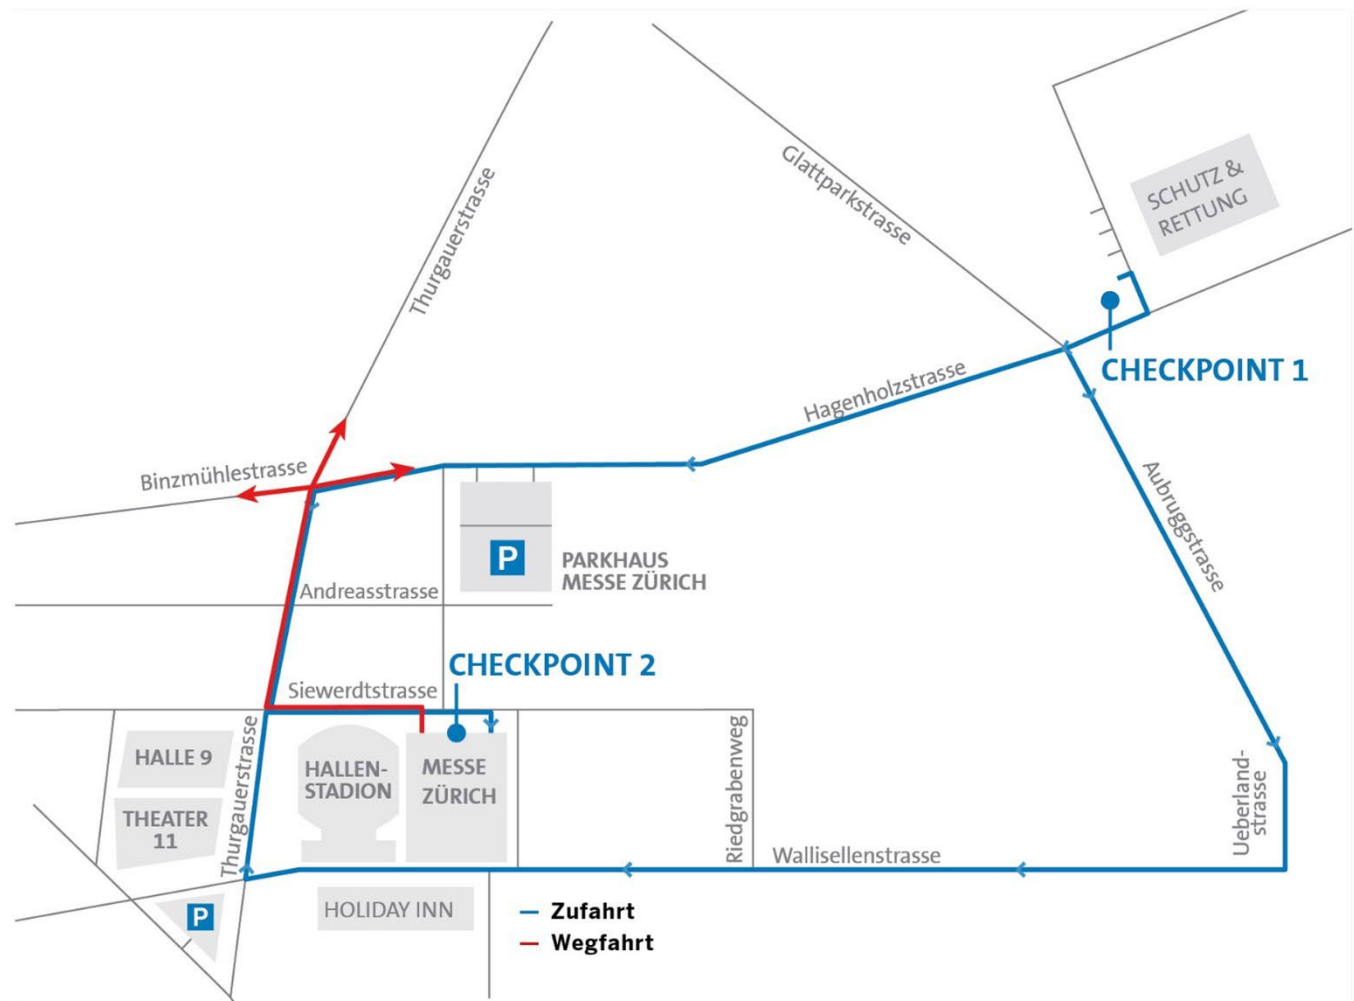 Glattparkstrasse
SCHUTZ &
RETTUNG
Thurgauerstrasse
CHECKPOINT 1
Hagenholzstrasse
Binzmühlestrasse
Aubruggstrasse
P
PARKHAUS
MESSE ZÜRICH
Andreasstrasse
CHECKPOINT 2
Siewerdtstrasse
HALLE 9
THEATER
11
Thurgauerstrasse
HALLEN-
STADION
MESSE
ZÜRICH
Riedgrabenweg
Ueberland-
strasse
Wallisellenstrasse
P
HOLIDAY INN
Zufahrt
Wegfahrt